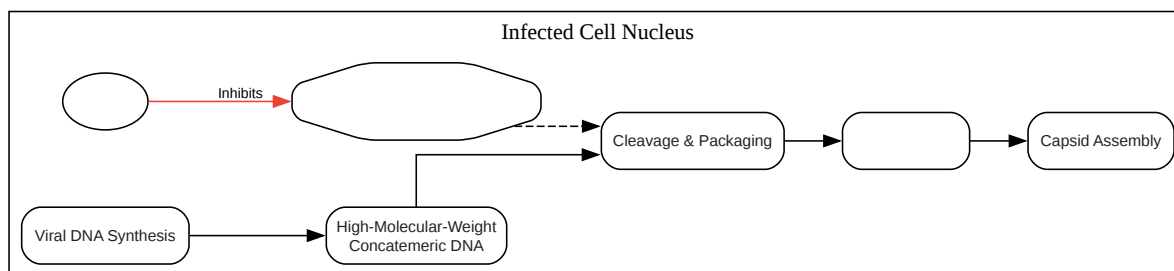 Infected Cell Nucleus
Inhibits
Cleavage & Packaging
Capsid Assembly
Viral DNA Synthesis
High-Molecular-Weight
Concatemeric DNA